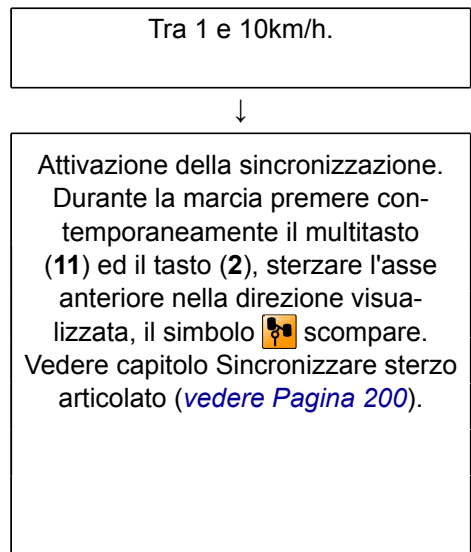 Tra 1 e 10km/h.
↓
Attivazione della sincronizzazione.
Durante la marcia premere con-
temporaneamente il multitasto
(11) ed il tasto (2), sterzare l'asse
anteriore nella direzione visua-
lizzata, il simbolo scompare.
Vedere capitolo Sincronizzare sterzo
articolato (vedere Pagina 200).